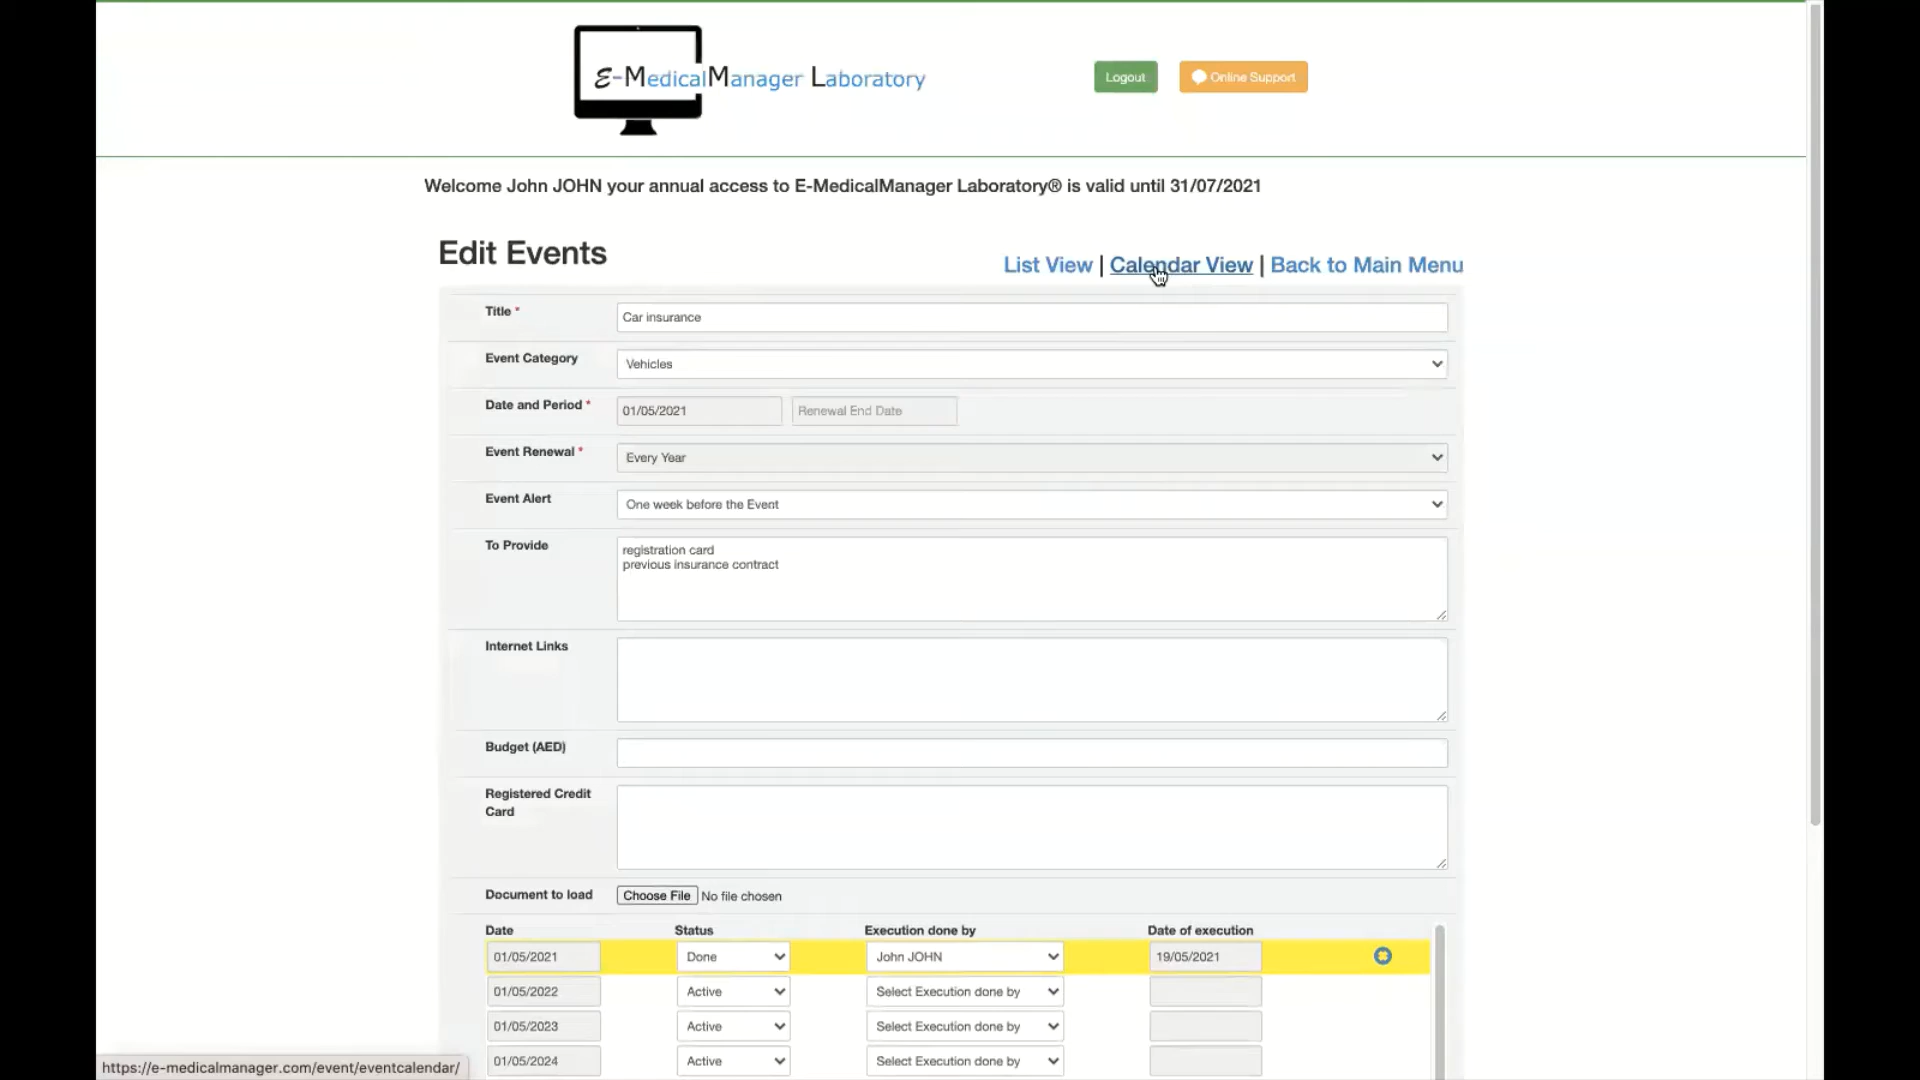 ε-MedicalManager Laboratory
Logout
Online Support
Welcome John JOHN your annual access to E-MedicalManager Laboratory® is valid until 31/07/2021
Edit Events
List View | Calendar View | Back to Main Menu
Title *
Car insurance
Event Category
Vehicles
Date and Period *
01/05/2021
Renewal End Date
Event Renewal *
Every Year
Event Alert
One week before the Event
To Provide
registration card
previous insurance contract
Internet Links
Budget (AED)
Registered Credit
Card
Document to load
Choose File No file chosen
Date Status Execution done by Date of execution
01/05/2021 Done John JOHN 19/05/2021
01/05/2022 Active Select Execution done by
01/05/2023 Active Select Execution done by
01/05/2024 Active Select Execution done by
https://e-medicalmanager.com/event/eventcalendar/